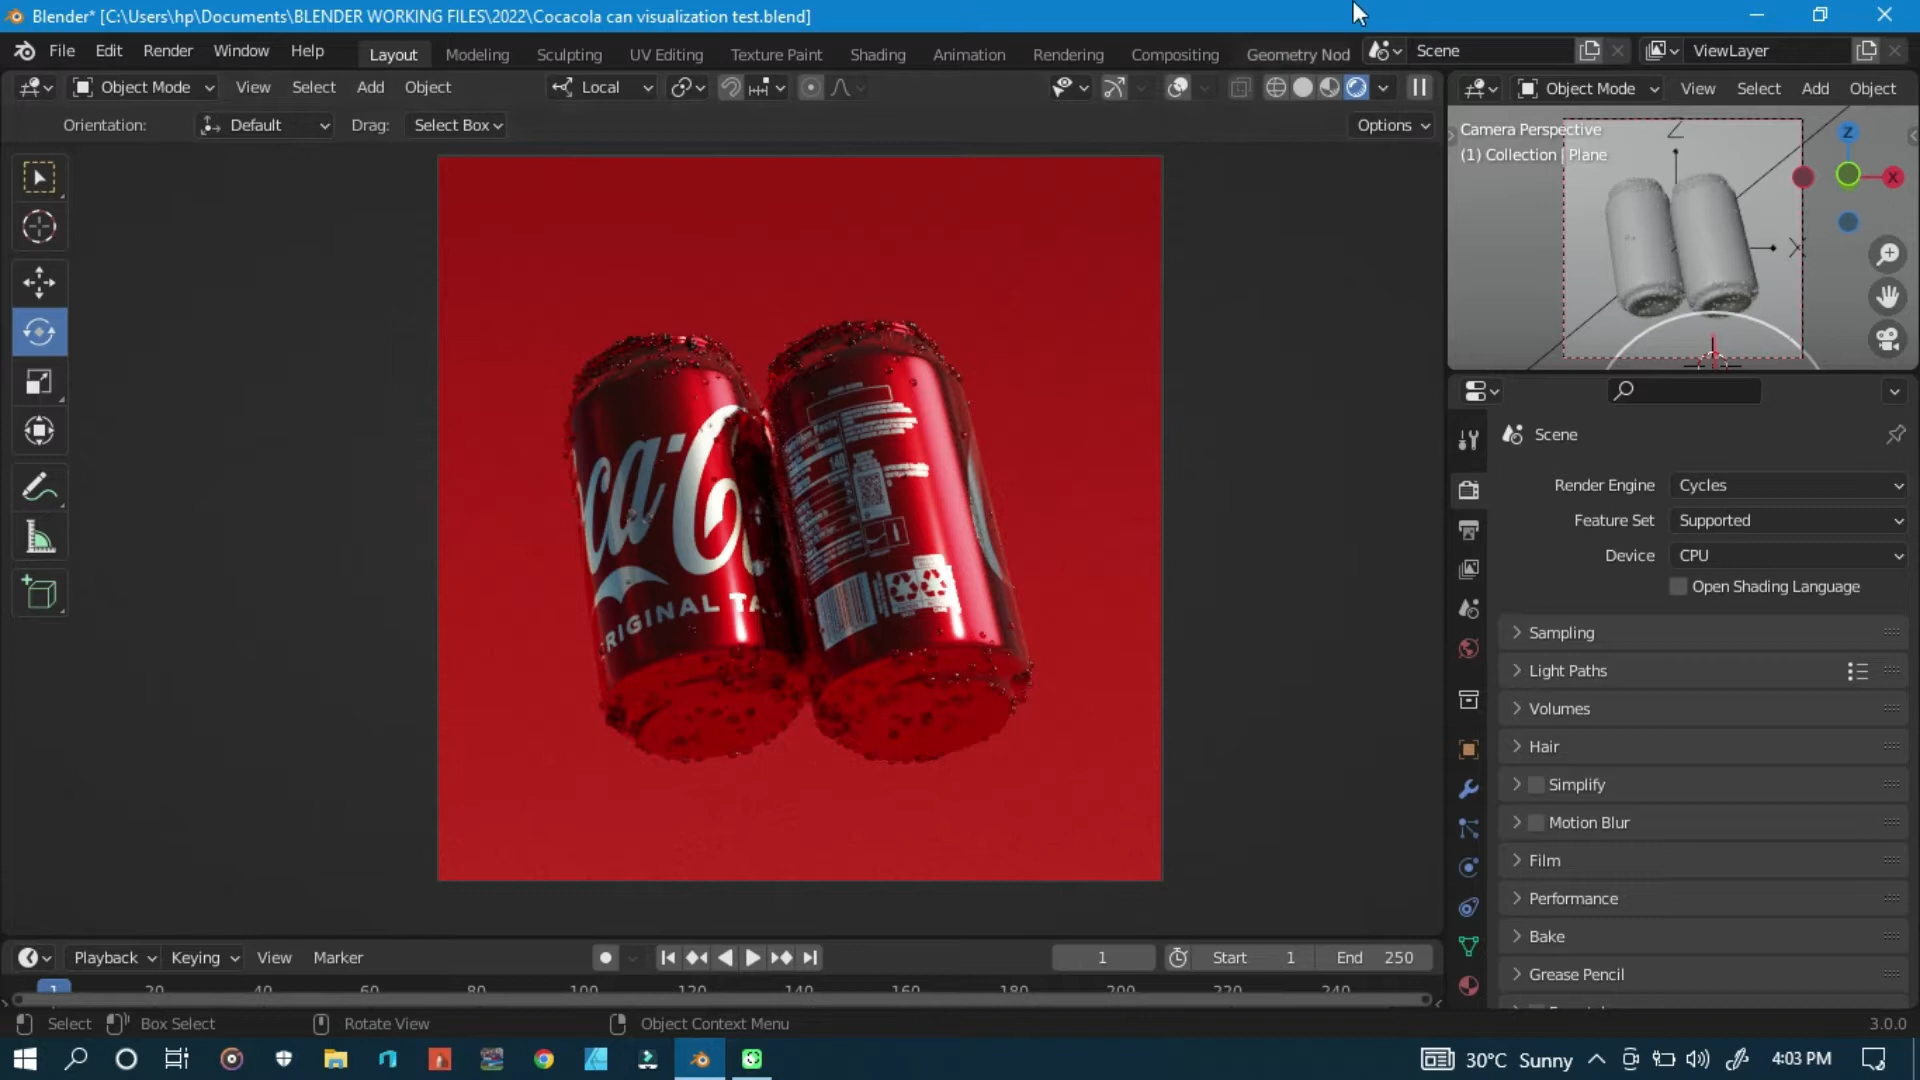 Blender* [C:\Users\hp\Documents\BLENDER WORKING FILES\2022\Cocacola can visualization test.blend]
File Edit Render Window Help Layout Modeling Sculpting UV Editing Texture Paint Shading Animation Rendering Compositing Geometry Nod Scene ViewLayer
Object Mode View Select Add Object Local Object Mode View Select Add Object
Orientation: Default Drag: Select Box Options
Camera Perspective
(1) Collection | Plane
Z
X
Z
X
Scene
Render Engine Cycles
Feature Set Supported
Device CPU
Open Shading Language
Sampling
Light Paths
Volumes
Hair
Simplify
Motion Blur
Film
Performance
Bake
Grease Pencil
ca-Co
RIGINAL TA
140
Playback Keying View Marker 1 Start 1 End 250
1 20 40 60 80 100 120 140 160 180 200 220 240
Select Box Select Rotate View Object Context Menu 3.0.0
30°C Sunny 4:03 PM